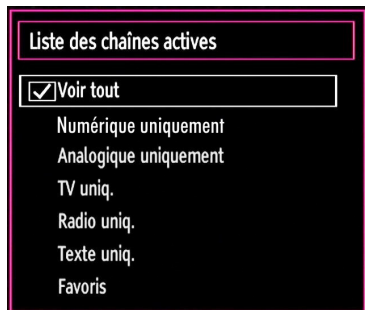 Liste des chaînes actives
Voir tout
Numérique uniquement
Analogique uniquement
TV uniq.
Radio uniq.
Texte uniq.
Favoris